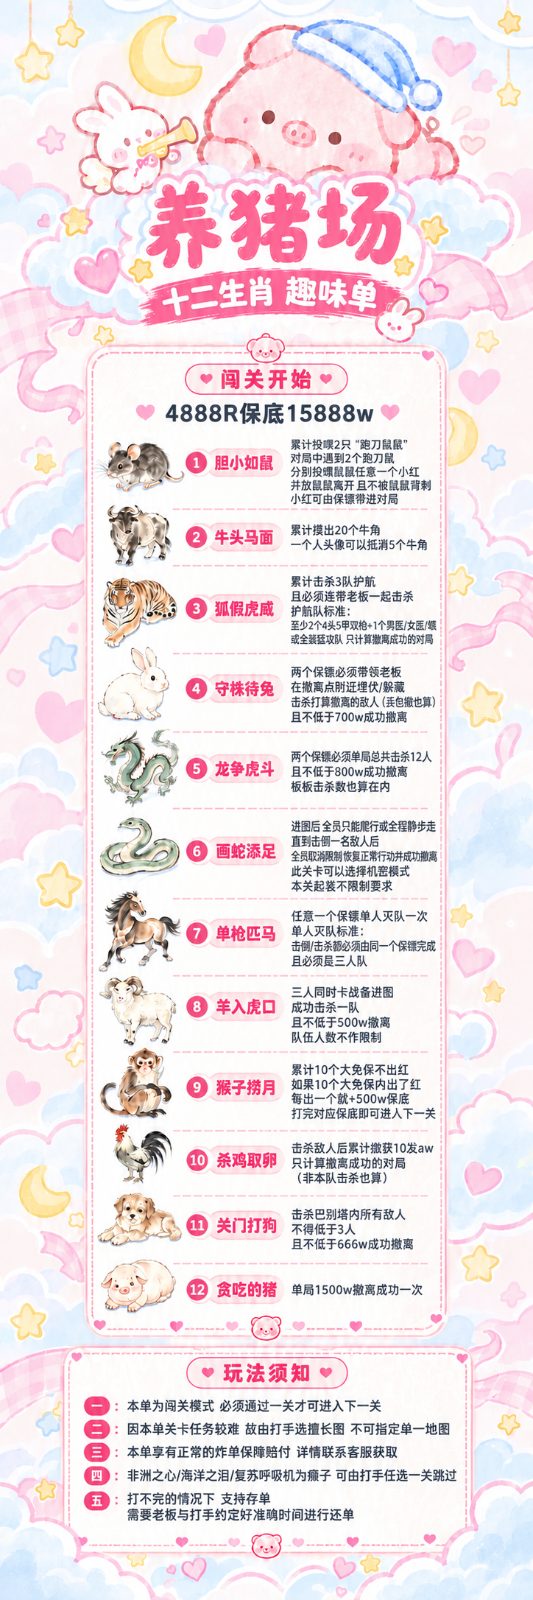 养猪场
十二生肖 趣味单
闯关开始
4888R保底15888w
1 胆小如鼠
累计投喂2只“跑刀鼠鼠”
对局中遇到2个跑刀鼠
分别投喂鼠鼠任意一个小红
并放鼠鼠离开 且不被鼠鼠背刺
小红可由保镖带进对局
2 牛头马面
累计摸出20个牛角
一个人头像可以抵消5个牛角
3 狐假虎威
累计击杀3队护航
且必须连带老板一起击杀
护航队标准：
至少2个4头5甲双枪+1个男医/女医/蝶
或全装猛攻队 只计算撤离成功的对局
4 守株待兔
两个保镖必须带领老板
在撤离点附近埋伏/躲藏
击杀打算撤离的敌人（丢包撤也算）
且不低于700w成功撤离
5 龙争虎斗
两个保镖必须单局总共击杀12人
且不低于800w成功撤离
板板击杀数也算在内
6 画蛇添足
进图后 全员只能爬行或全程静步走
直到击倒一名敌人后
全员取消限制 恢复正常行动并成功撤离
此关卡可以选择机密模式
本关起装不限制要求
7 单枪匹马
任意一个保镖单人灭队一次
单人灭队标准：
击倒/击杀都必须由同一个保镖完成
且必须是三人队
8 羊入虎口
三人同时卡战备进图
成功击杀一队
且不低于500w撤离
队伍人数不作限制
9 猴子捞月
累计10个大免保不出红
如果10个大免保内出了红
每出一个就+500w保底
打完对应保底即可进人下一关
10 杀鸡取卵
击杀敌人后累计缴获10发aw
只计算撤离成功的对局
（非本队击杀也算）
11 关门打狗
击杀巴别塔内所有敌人
不得低于3人
且不低于666w成功撤离
12 贪吃的猪
单局1500w撤离成功一次
玩法须知
一：本单为闯关模式 必须通过一关才可进入下一关
二：因本单关卡任务较难 故由打手选擅长图 不可指定单一地图
三：本单享有正常的炸单保障赔付 详情联系客服获取
四：非洲之心/海洋之泪/复苏呼吸机为癞子 可由打手任选一关跳过
五：打不完的情况下 支持存单
需要老板与打手约定好准确时间进行还单